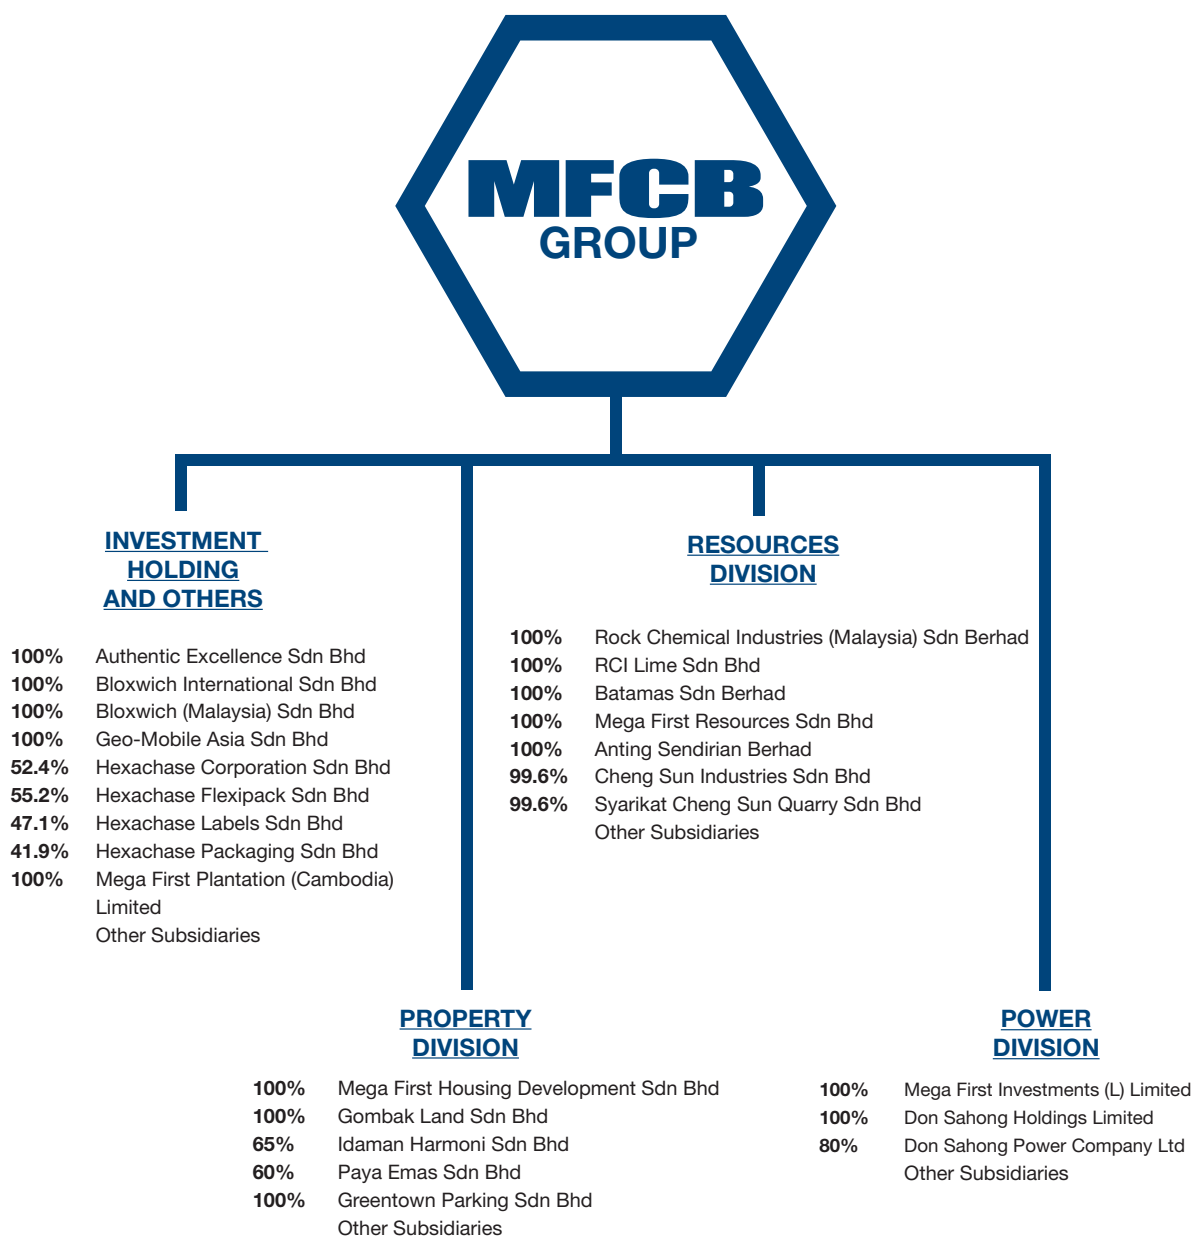 MFCB
GROUP
INVESTMENT
HOLDING
AND OTHERS
100% Authentic Excellence Sdn Bhd
100% Bloxwich International Sdn Bhd
100% Bloxwich (Malaysia) Sdn Bhd
100% Geo-Mobile Asia Sdn Bhd
52.4% Hexachase Corporation Sdn Bhd
55.2% Hexachase Flexipack Sdn Bhd
47.1% Hexachase Labels Sdn Bhd
41.9% Hexachase Packaging Sdn Bhd
100% Mega First Plantation (Cambodia)
Limited
Other Subsidiaries
RESOURCES
DIVISION
100% Rock Chemical Industries (Malaysia) Sdn Berhad
100% RCI Lime Sdn Bhd
100% Batamas Sdn Berhad
100% Mega First Resources Sdn Bhd
100% Anting Sendirian Berhad
99.6% Cheng Sun Industries Sdn Bhd
99.6% Syarikat Cheng Sun Quarry Sdn Bhd
Other Subsidiaries
PROPERTY
DIVISION
100% Mega First Housing Development Sdn Bhd
100% Gombak Land Sdn Bhd
65% Idaman Harmoni Sdn Bhd
60% Paya Emas Sdn Bhd
100% Greentown Parking Sdn Bhd
Other Subsidiaries
POWER
DIVISION
100% Mega First Investments (L) Limited
100% Don Sahong Holdings Limited
80% Don Sahong Power Company Ltd
Other Subsidiaries